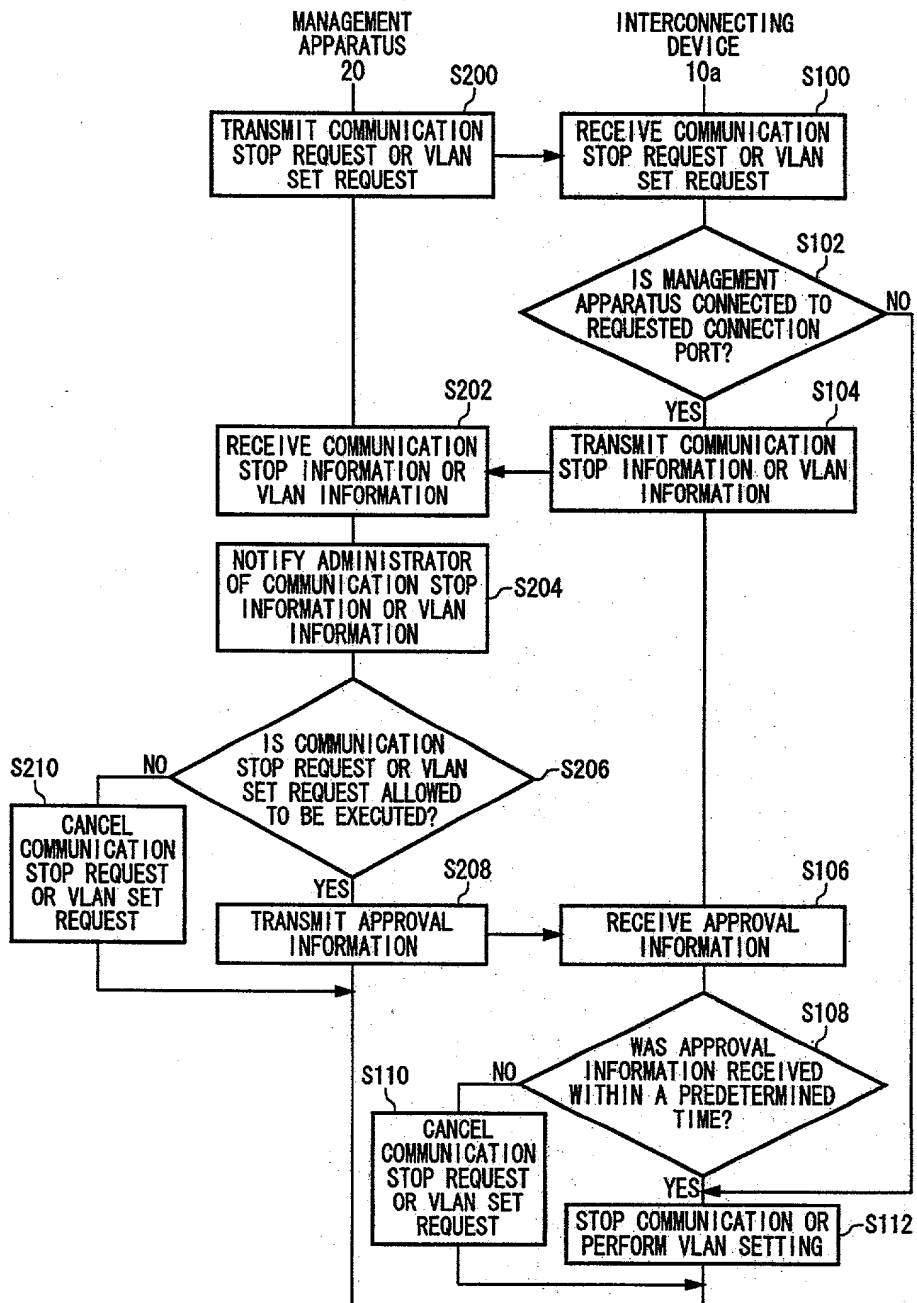 MANAGEMENT
APPARATUS
20
INTERCONNECTING
DEVICE
10a
S200
TRANSMIT COMMUNICATION
STOP REQUEST OR VLAN
SET REQUEST
S100
RECEIVE COMMUNICATION
STOP REQUEST OR VLAN
SET REQUEST
S102
IS MANAGEMENT
APPARATUS CONNECTED TO
REQUESTED CONNECTION
PORT?
NO
YES
S202
RECEIVE COMMUNICATION
STOP INFORMATION OR
VLAN INFORMATION
S104
TRANSMIT COMMUNICATION
STOP INFORMATION OR VLAN
INFORMATION
NOTIFY ADMINISTRATOR
OF COMMUNICATION STOP
INFORMATION OR VLAN
INFORMATION
S204
IS COMMUNICATION
STOP REQUEST OR VLAN
SET REQUEST ALLOWED
TO BE EXECUTED?
S206
NO
S210
CANCEL
COMMUNICATION
STOP REQUEST
OR VLAN SET
REQUEST
YES
S208
TRANSMIT APPROVAL
INFORMATION
S106
RECEIVE APPROVAL
INFORMATION
S108
WAS APPROVAL
INFORMATION RECEIVED
WITHIN A PREDETERMINED
TIME?
NO
S110
CANCEL
COMMUNICATION
STOP REQUEST
OR VLAN SET
REQUEST
YES
STOP COMMUNICATION OR
PERFORM VLAN SETTING
S112